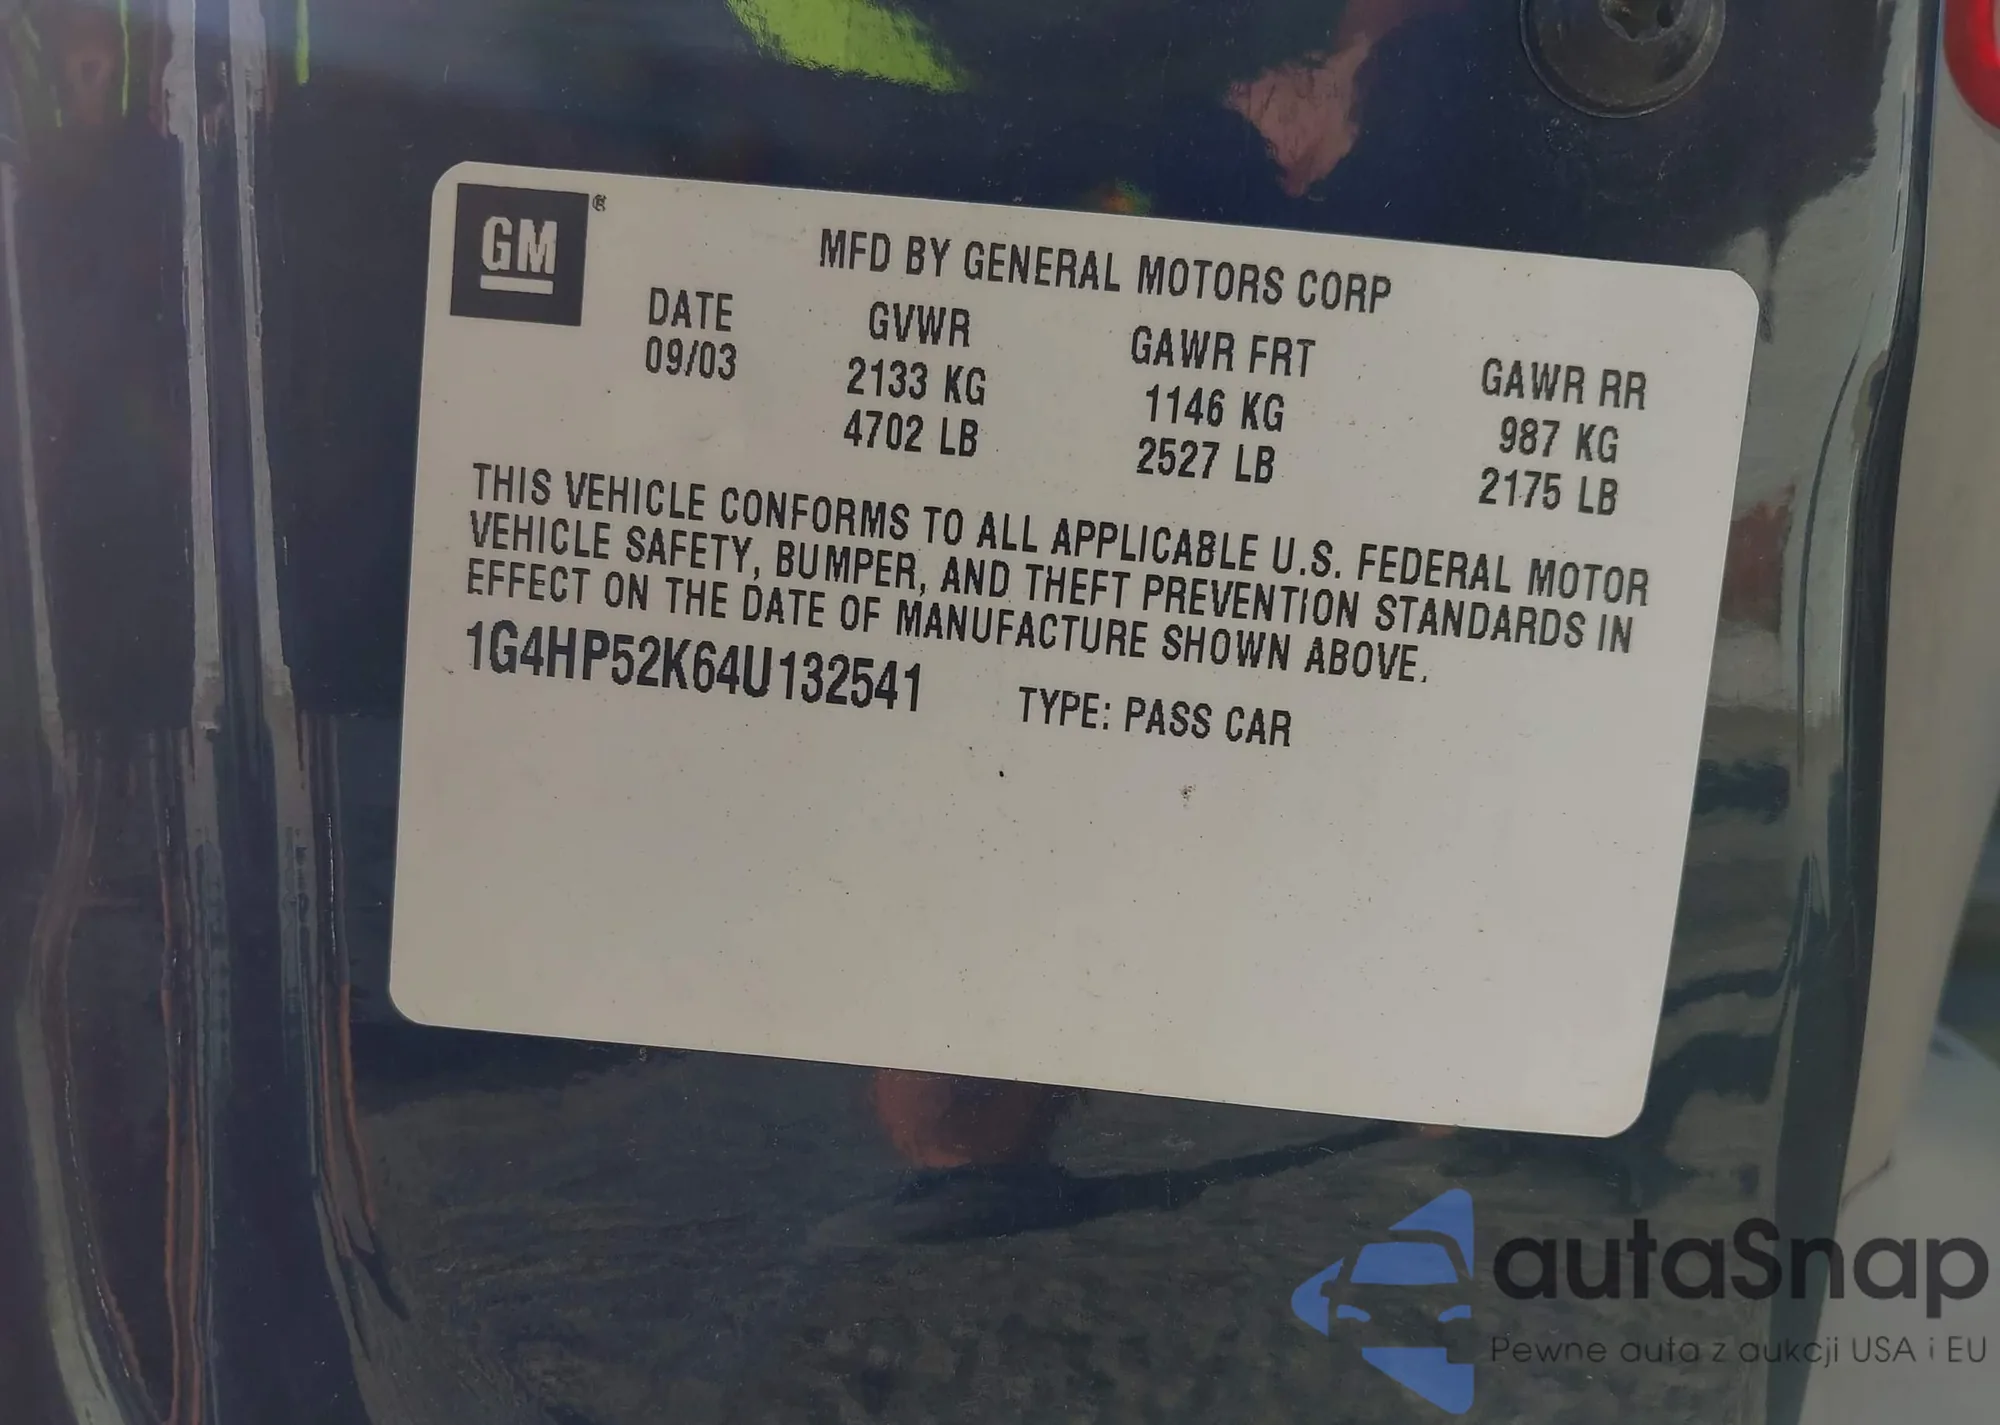 GM ®
MFD BY GENERAL MOTORS CORP
DATE GVWR GAWR FRT GAWR RR
09/03 2133 KG 1146 KG 987 KG
4702 LB 2527 LB 2175 LB
THIS VEHICLE CONFORMS TO ALL APPLICABLE U.S. FEDERAL MOTOR
VEHICLE SAFETY, BUMPER, AND THEFT PREVENTION STANDARDS IN
EFFECT ON THE DATE OF MANUFACTURE SHOWN ABOVE.
1G4HP52K64U132541 TYPE: PASS CAR
autaSnap
Pewne auta z aukcji USA i EU